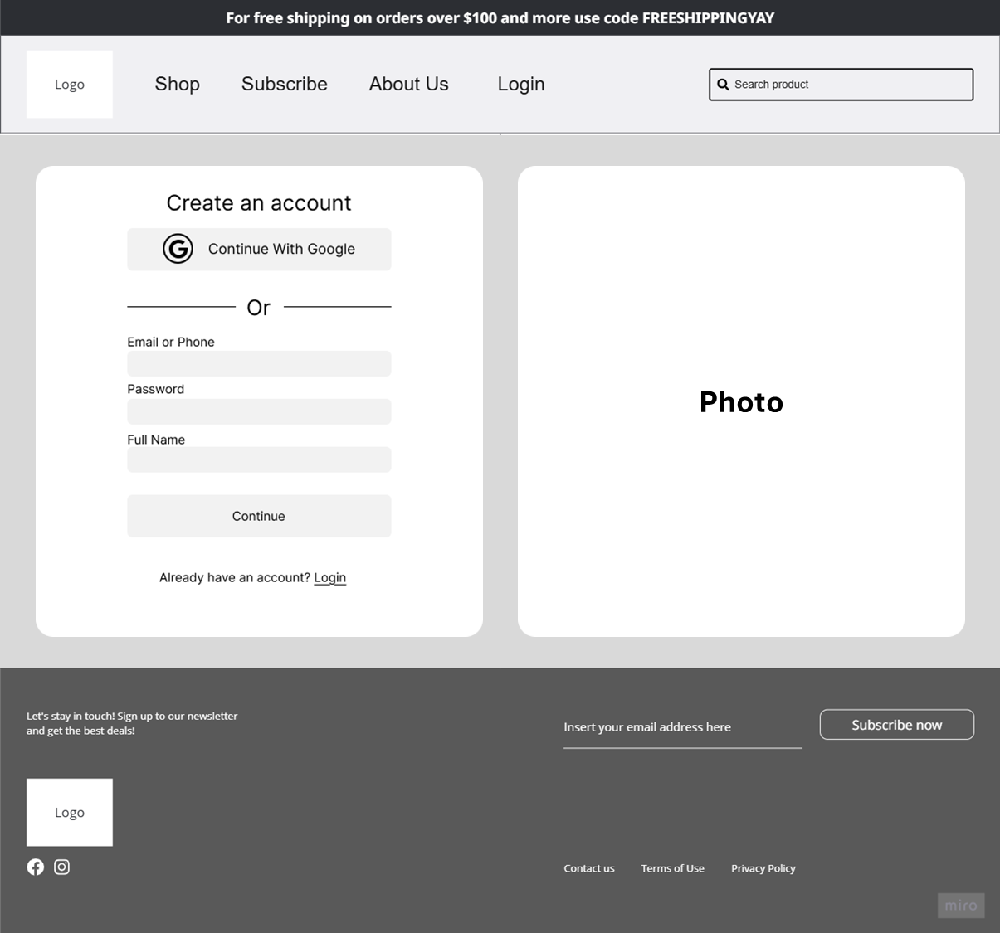 For free shipping on orders over $100 and more use code FREESHIPPINGYAY
Logo
Shop
Subscribe
About Us
Login
Search product
Create an account
G
Continue With Google
Or
Email or Phone
Password
Full Name
Continue
Already have an account? Login
Photo
Let's stay in touch! Sign up to our newsletter
and get the best deals!
Insert your email address here
Subscribe now
Logo
Contact us
Terms of Use
Privacy Policy
miro